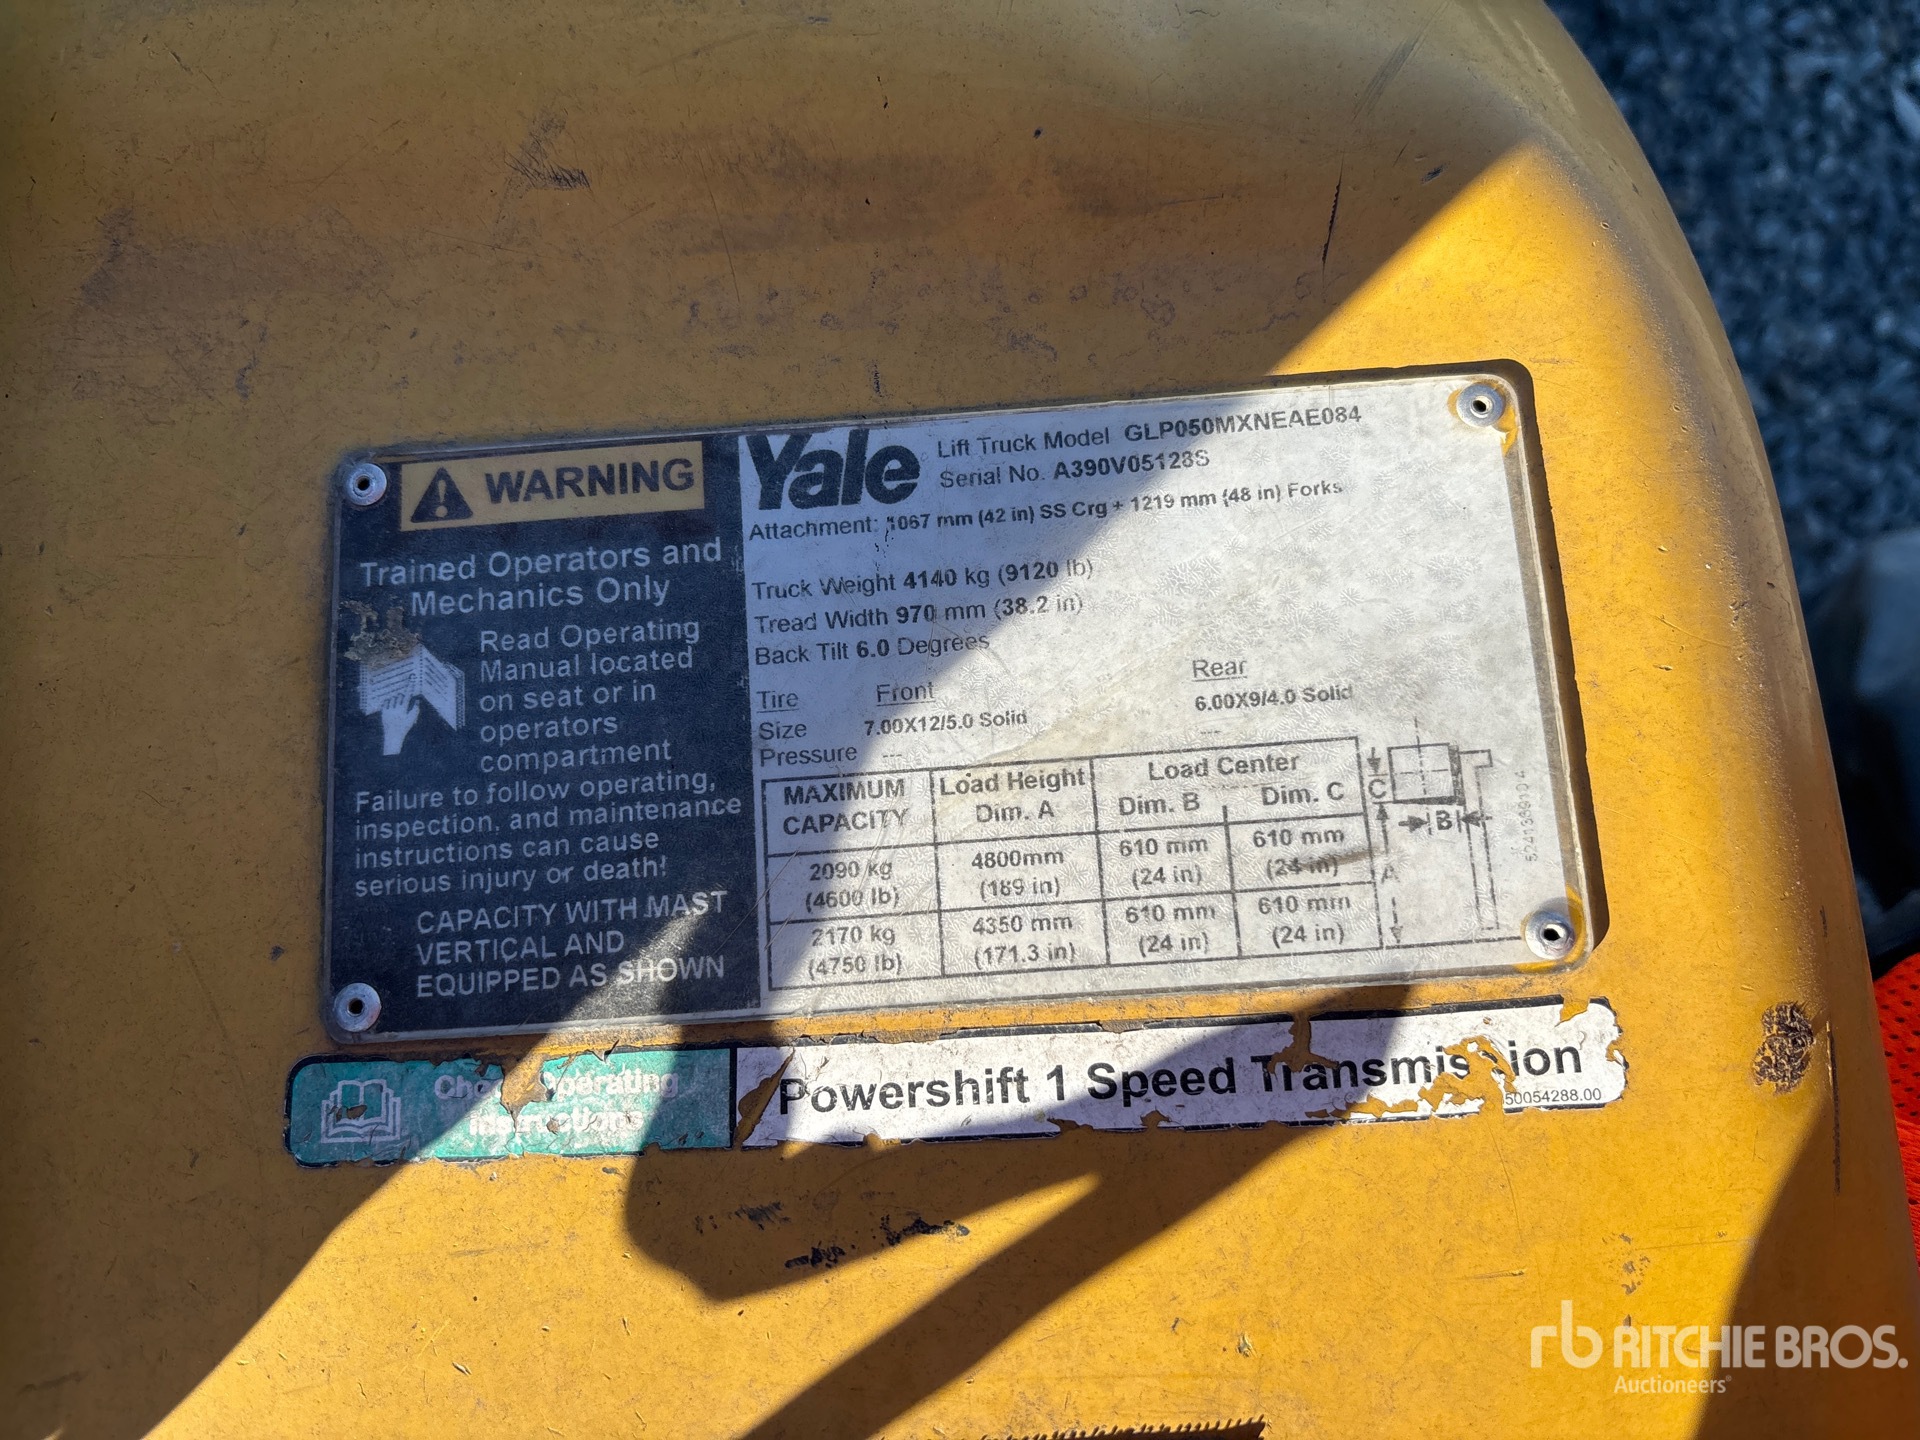 WARNING
Trained Operators and
Mechanics Only
Read Operating
Manual located
on seat or in
operators
compartment
Failure to follow operating,
inspection, and maintenance
instructions can cause
serious injury or death!
CAPACITY WITH MAST
VERTICAL AND
EQUIPPED AS SHOWN
Yale
Lift Truck Model GLP050MXNEAE084
Serial No. A390V05128S
Attachment: 1067 mm (42 in) SS Crg + 1219 mm (48 in) Forks
Truck Weight 4140 kg (9120 lb)
Tread Width 970 mm (38.2 in)
Back Tilt 6.0 Degrees
Tire Front Rear
Size 7.00X12/5.0 Solid 6.00X9/4.0 Solid
Pressure --- ---
MAXIMUM CAPACITY Load Height Dim. A Load Center Dim. B Dim. C
2090 kg (4600 lb) 4800mm (189 in) 610 mm (24 in) 610 mm (24 in)
2170 kg (4750 lb) 4350 mm (171.3 in) 610 mm (24 in) 610 mm (24 in)
C
B
A
Operating
Instructions
Powershift 1 Speed Transmission
50054288.00
rb RITCHIE BROS.
Auctioneers